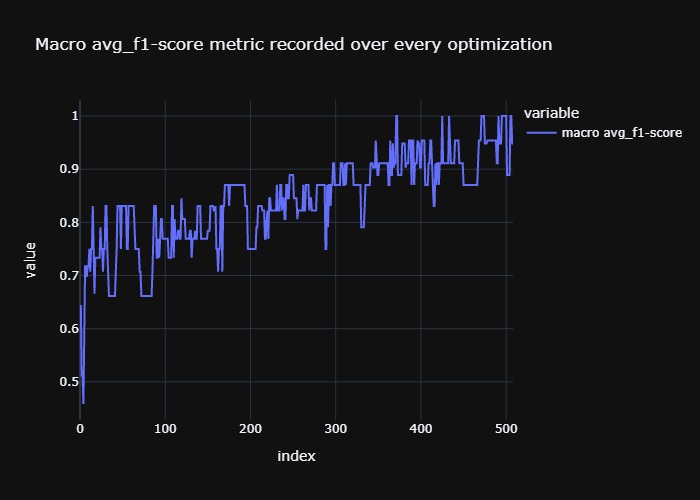 Macro avg_f1-score metric recorded over every optimization
variable
macro avg_f1-score
1
0.9
0.8
0.7
0.6
0.5
value
0
100
200
300
400
500
index